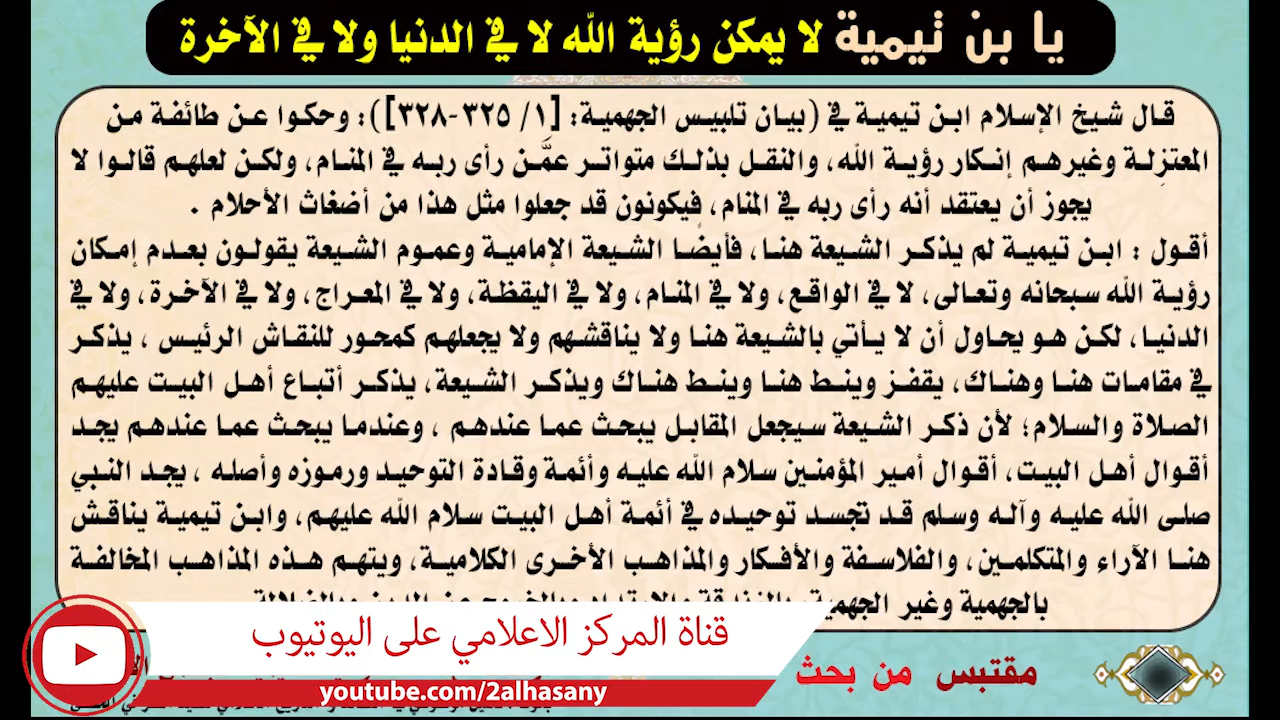 يا بن تيمية لا يمكن رؤية الله لا في الدنيا ولا في الآخرة
قال شيخ الإسلام ابن تيمية في (بيان تلبيس الجهمية: [١/ ٣٢٥-٣٢٨]): وحكوا عن طائفة من
المعتزِلة وغيرهم إنكار رؤية الله، والنقل بذلك متواتر عمَّن رأى ربه في المنام، ولكن لعلهم قالوا لا
يجوز أن يعتقد أنه رأى ربه في المنام، فيكونون قد جعلوا مثل هذا من أضغاث الأحلام .
أقول : ابن تيمية لم يذكر الشيعة هنا، فأيضًا الشيعة الإمامية وعموم الشيعة يقولون بعدم إمكان
رؤية الله سبحانه وتعالى، لا في الواقع، ولا في المنام، ولا في اليقظة، ولا في المعراج، ولا في الآخرة، ولا في
الدنيا، لكن هو يحاول أن لا يأتي بالشيعة هنا ولا يناقشهم ولا يجعلهم كمحور للنقاش الرئيس ، يذكر
في مقامات هنا وهناك، يقفز وينط هنا وينط هناك ويذكر الشيعة، يذكر أتباع أهل البيت عليهم
الصلاة والسلام؛ لأن ذكر الشيعة سيجعل المقابل يبحث عما عندهم ، وعندما يبحث عما عندهم يجد
أقوال أهل البيت، أقوال أمير المؤمنين سلام الله عليه وأئمة وقادة التوحيد ورموزه وأصله ، يجد النبي
صلى الله عليه وآله وسلم قد تجسد توحيده في أئمة أهل البيت سلام الله عليهم، وابن تيمية يناقش
هنا الآراء والمتكلمين، والفلاسفة والأفكار والمذاهب الأخرى الكلامية، ويتهم هذه المذاهب المخالفة
بالجهمية وغير الجهمية
قناة المركز الاعلامي على اليوتيوب
مقتبس من بحث
youtube.com/2alhasany